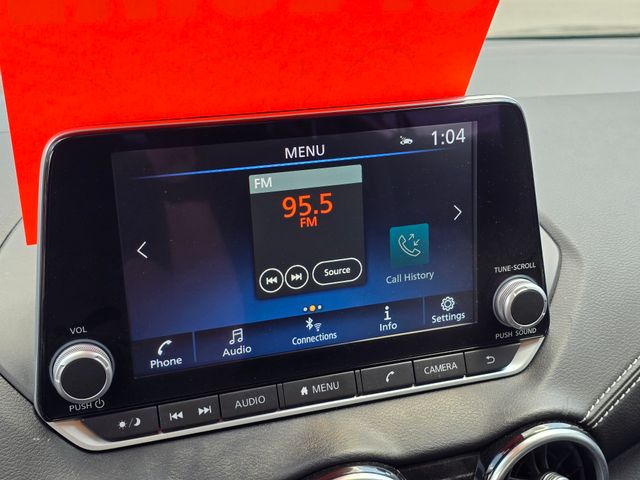 MENU
1:04
FM
95.5
FM
Source
Call History
Phone
Audio
Connections
Info
Settings
VOL
PUSH
TUNE·SCROLL
PUSH SOUND
AUDIO
MENU
CAMERA